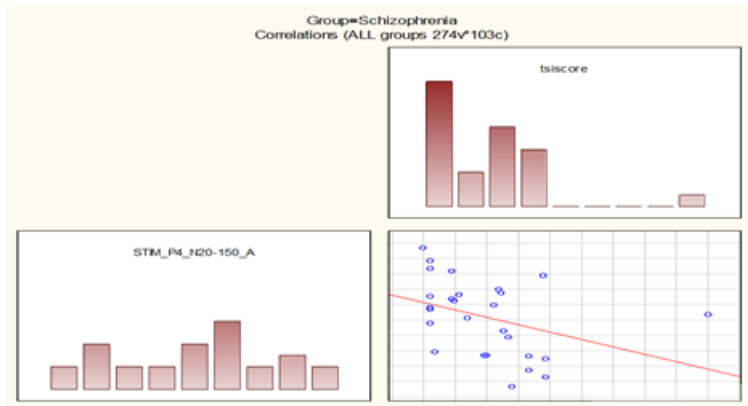 Group=Schizophrenia
Correlations (ALL groups 274v*103c)
tsiscore
STIM_P4_N20-150_A